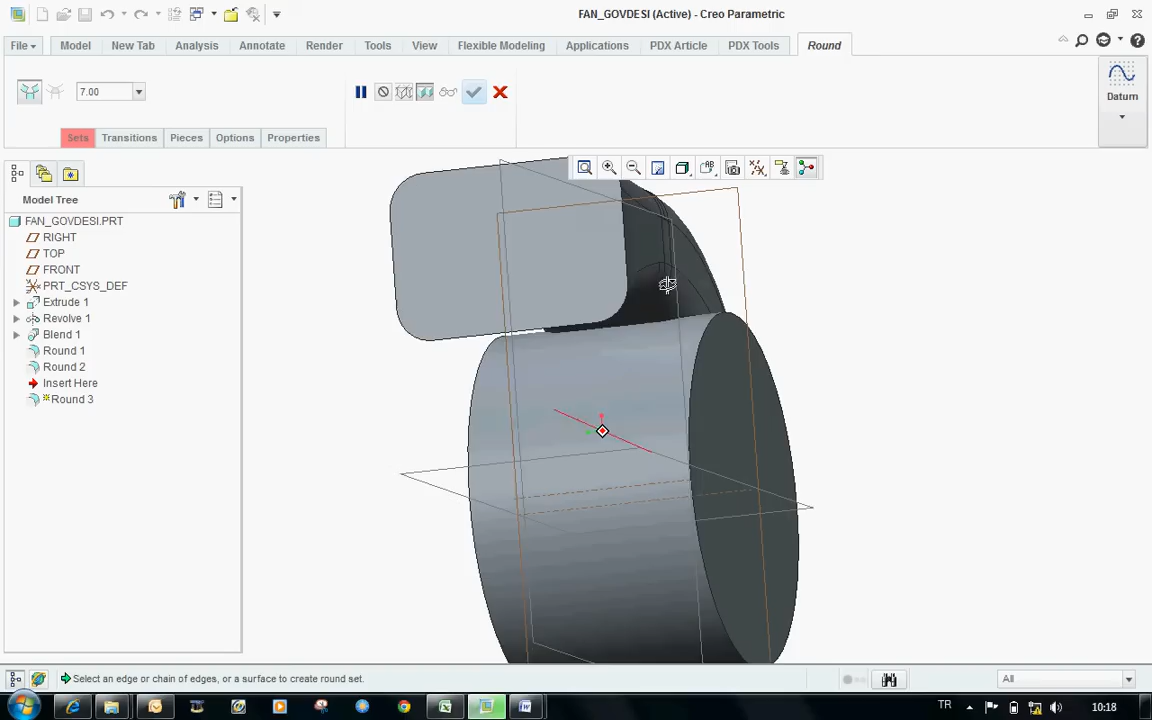 FAN_GOVDESI (Active) - Creo Parametric
File Model New Tab Analysis Annotate Render Tools View Flexible Modeling Applications PDX Article PDX Tools Round
7.00
Datum
Sets Transitions Pieces Options Properties
Model Tree
FAN_GOVDESI.PRT
RIGHT
TOP
FRONT
PRT_CSYS_DEF
Extrude 1
Revolve 1
Blend 1
Round 1
Round 2
Insert Here
Round 3
Select an edge or chain of edges, or a surface to create round set.
All
TR 10:18